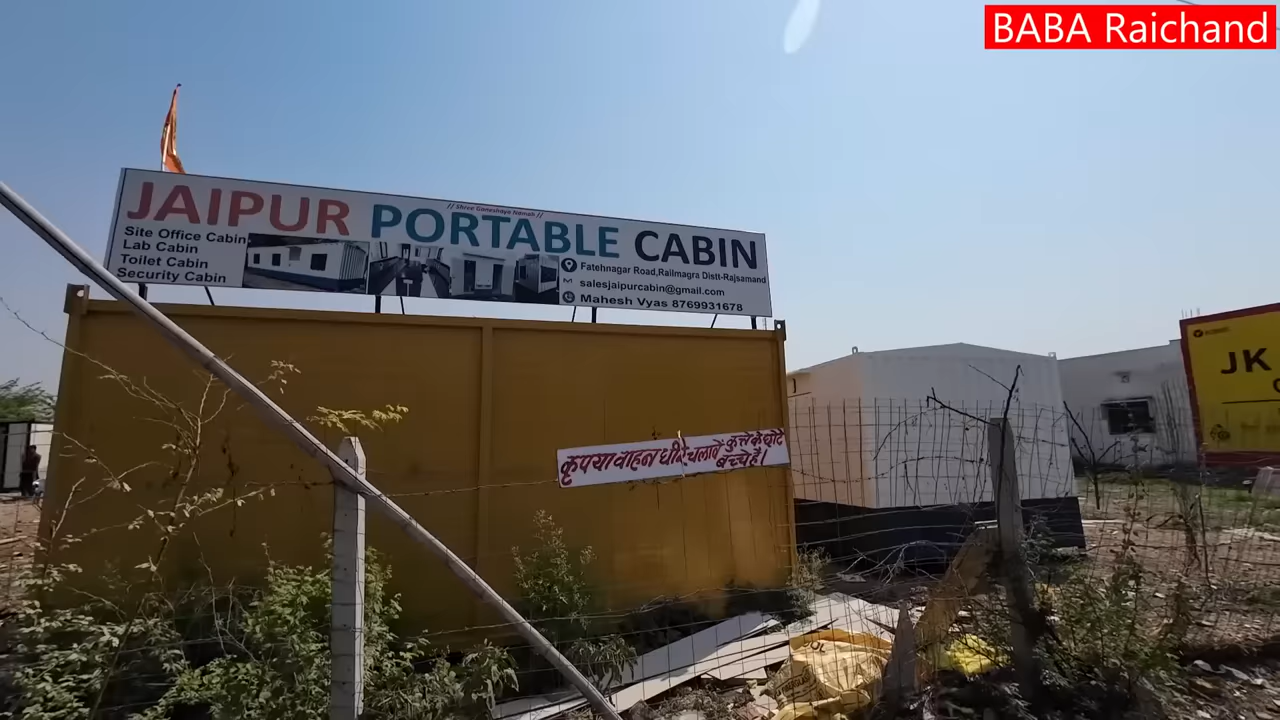 BABA Raichand
// Shree Ganeshaya Namah //
JAIPUR PORTABLE CABIN
Site Office Cabin
Lab Cabin
Toilet Cabin
Security Cabin
Fatehnagar Road,Railmagra Distt-Rajsamand
salesjaipurcabin@gmail.com
Mahesh Vyas 8769931678
कृपया वाहन धीरे चलावें कुत्ते के छोटे
बच्चे है।
JK